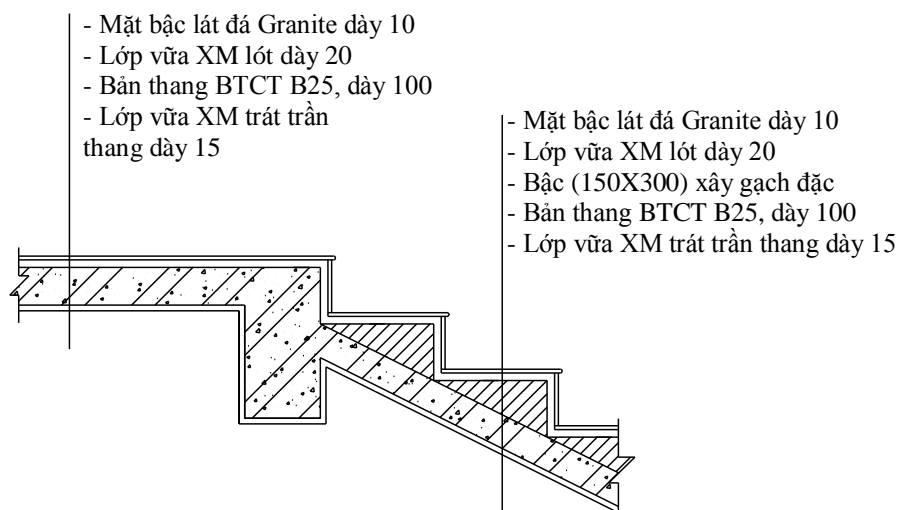 - Mặt bậc lát đá Granite dày 10
- Lớp vữa XM lót dày 20
- Bản thang BTCT B25, dày 100
- Lớp vữa XM trát trần
thang dày 15
- Mặt bậc lát đá Granite dày 10
- Lớp vữa XM lót dày 20
- Bậc (150X300) xây gạch đặc
- Bản thang BTCT B25, dày 100
- Lớp vữa XM trát trần thang dày 15